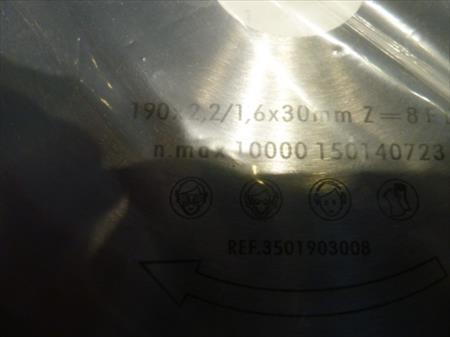 190x2,2/1,6x30mm Z=8 F
n.max 10000 150140723
REF.3501903008